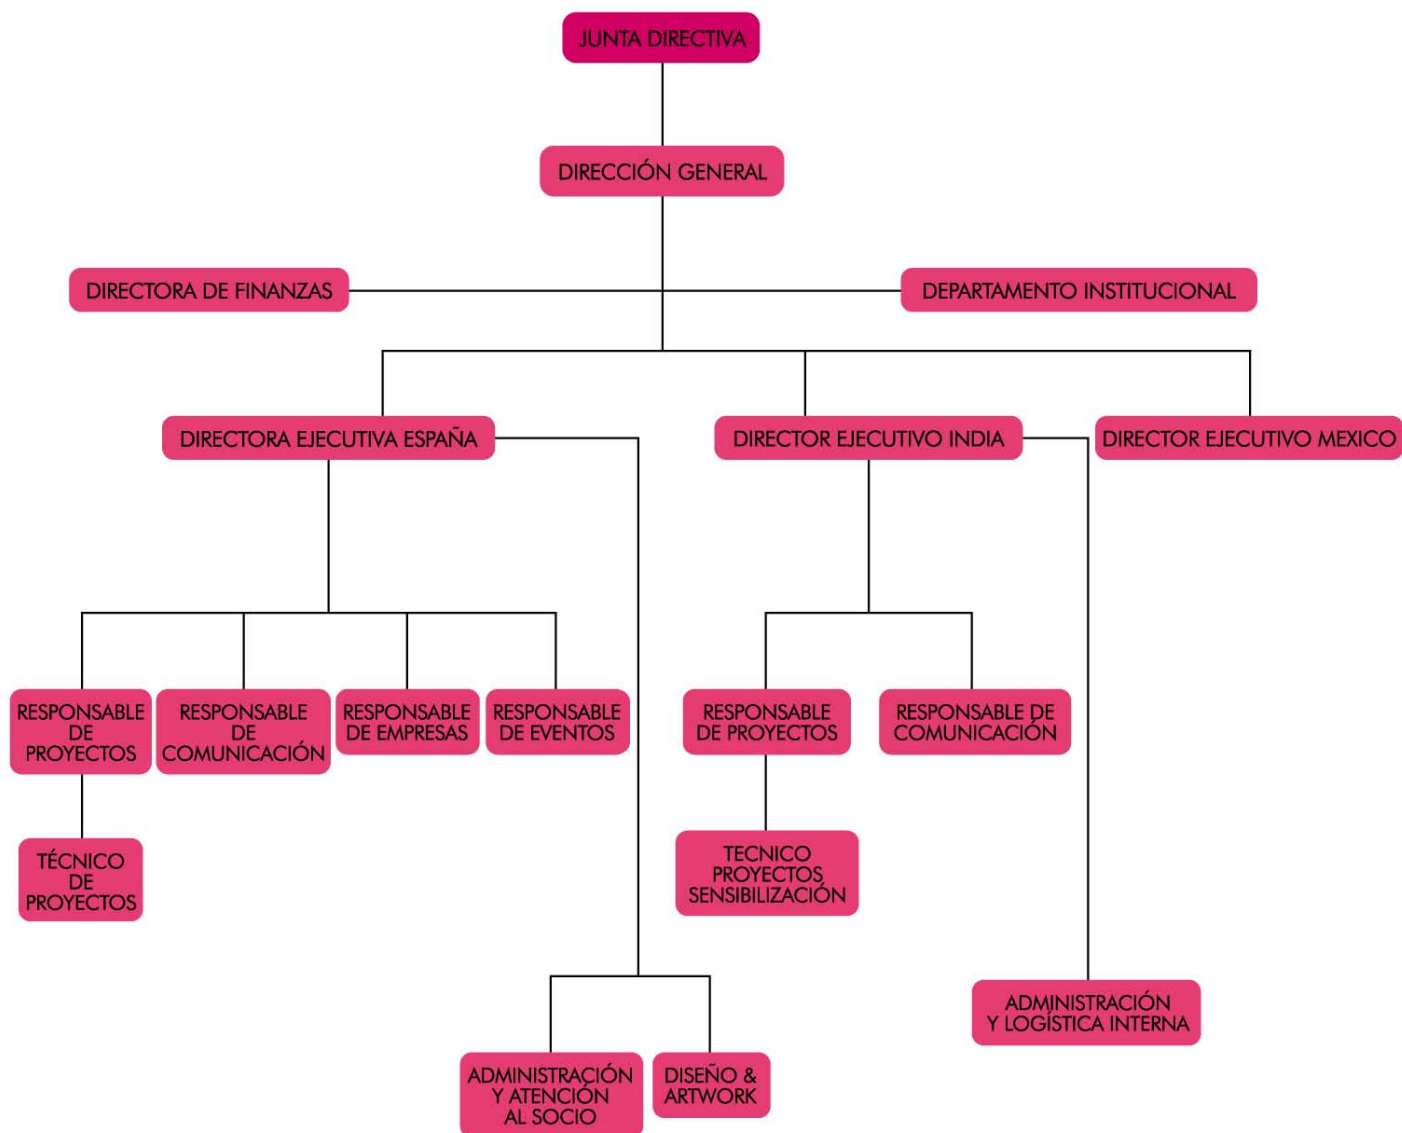 JUNTA DIRECTIVA
DIRECCIÓN GENERAL
DIRECTORA DE FINANZAS
DEPARTAMENTO INSTITUCIONAL
DIRECTORA EJECUTIVA ESPAÑA
DIRECTOR EJECUTIVO INDIA
DIRECTOR EJECUTIVO MEXICO
RESPONSABLE
DE
PROYECTOS
RESPONSABLE
DE
COMUNICACIÓN
RESPONSABLE
DE EMPRESAS
RESPONSABLE
DE EVENTOS
RESPONSABLE
DE PROYECTOS
RESPONSABLE DE
COMUNICACIÓN
TÉCNICO
DE
PROYECTOS
TECNICO
PROYECTOS
SENSIBILIZACIÓN
ADMINISTRACIÓN
Y LOGÍSTICA INTERNA
ADMINISTRACIÓN
Y ATENCIÓN
AL SOCIO
DISEÑO &
ARTWORK